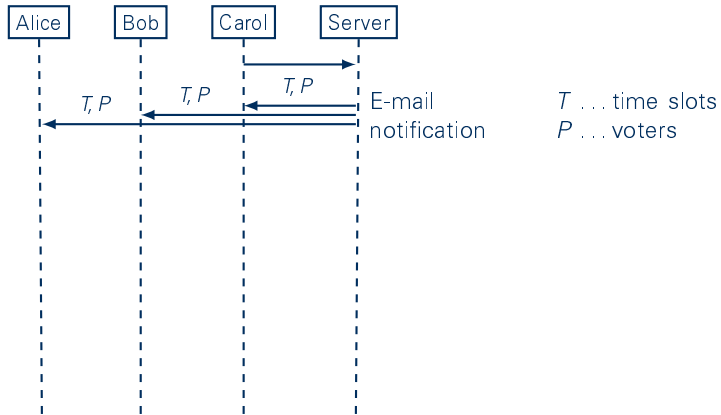 Alice Bob Carol Server
T, P T, P T, P
E-mail T ... time slots
notification P ... voters